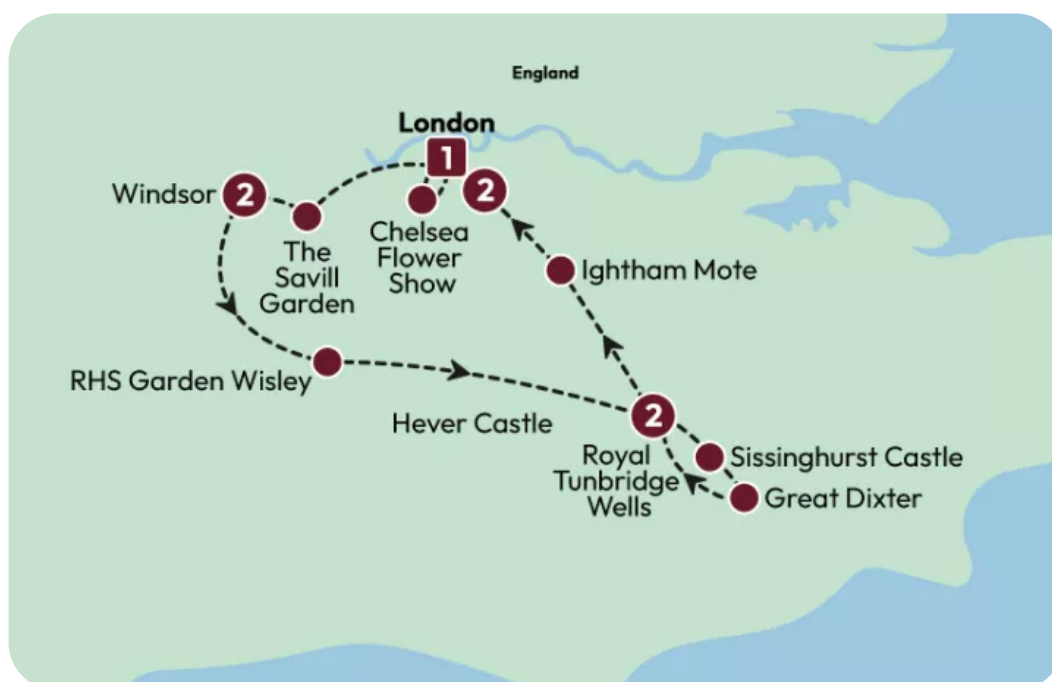 England
London
1
2
Windsor
2
The
Savill
Garden
Chelsea
Flower
Show
Ightham Mote
RHS Garden Wisley
Hever Castle
2
Royal
Tunbridge
Wells
Sissinghurst Castle
Great Dixter